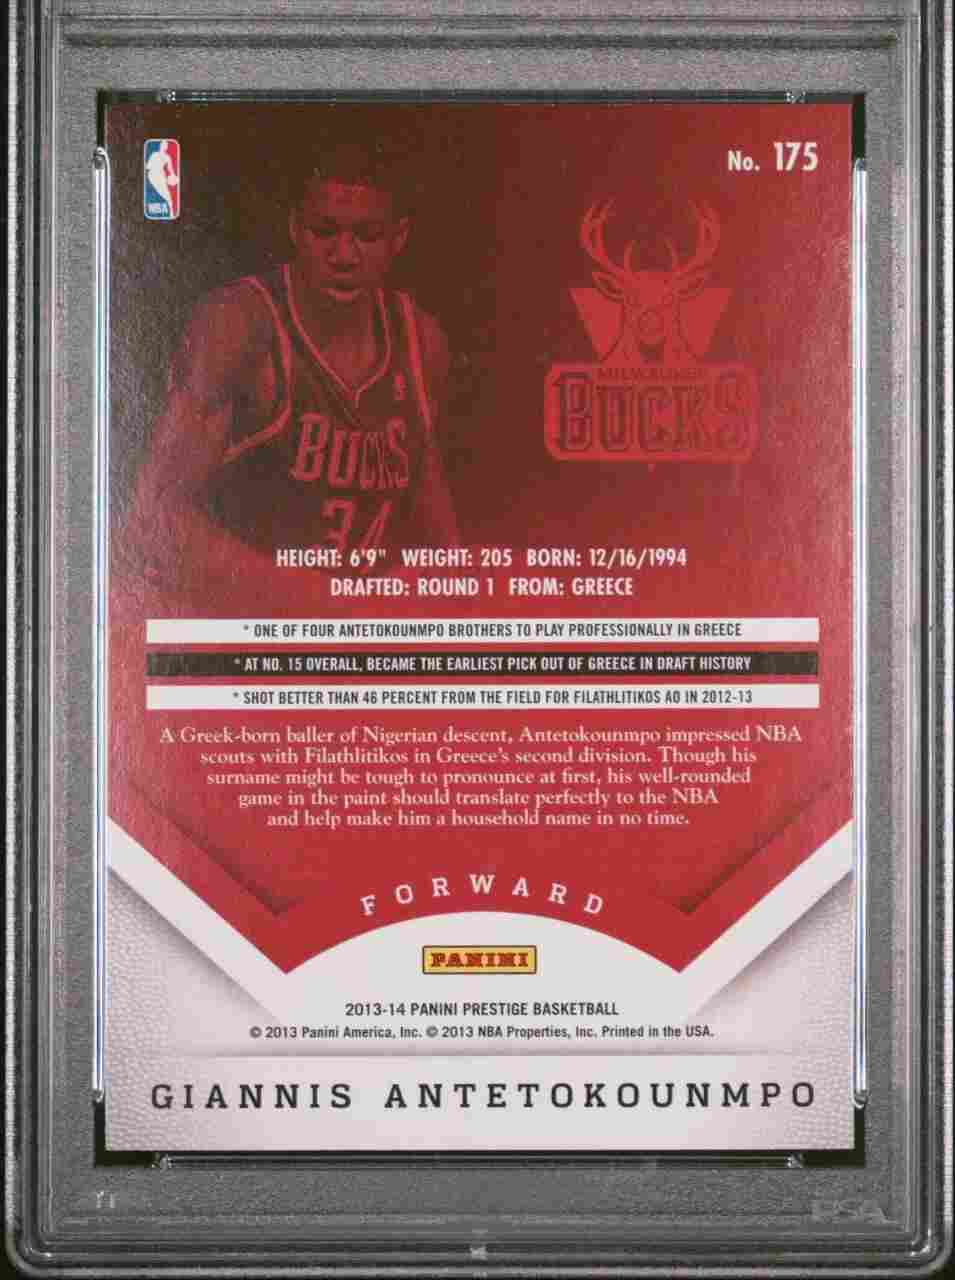 No. 175
NBA
MILWAUKEE
BUCKS
BUCKS
34
HEIGHT: 6'9" WEIGHT: 205 BORN: 12/16/1994
DRAFTED: ROUND 1 FROM: GREECE
* ONE OF FOUR ANTETOKOUNMPO BROTHERS TO PLAY PROFESSIONALLY IN GREECE
* AT NO. 15 OVERALL, BECAME THE EARLIEST PICK OUT OF GREECE IN DRAFT HISTORY
* SHOT BETTER THAN 46 PERCENT FROM THE FIELD FOR FILATHLITIKOS AO IN 2012-13
A Greek-born baller of Nigerian descent, Antetokounmpo impressed NBA
scouts with Filathlitikos in Greece's second division. Though his
surname might be tough to pronounce at first, his well-rounded
game in the paint should translate perfectly to the NBA
and help make him a household name in no time.
FORWARD
PANINI
2013-14 PANINI PRESTIGE BASKETBALL
© 2013 Panini America, Inc. © 2013 NBA Properties, Inc. Printed in the USA.
GIANNIS ANTETOKOUNMPO
PSA